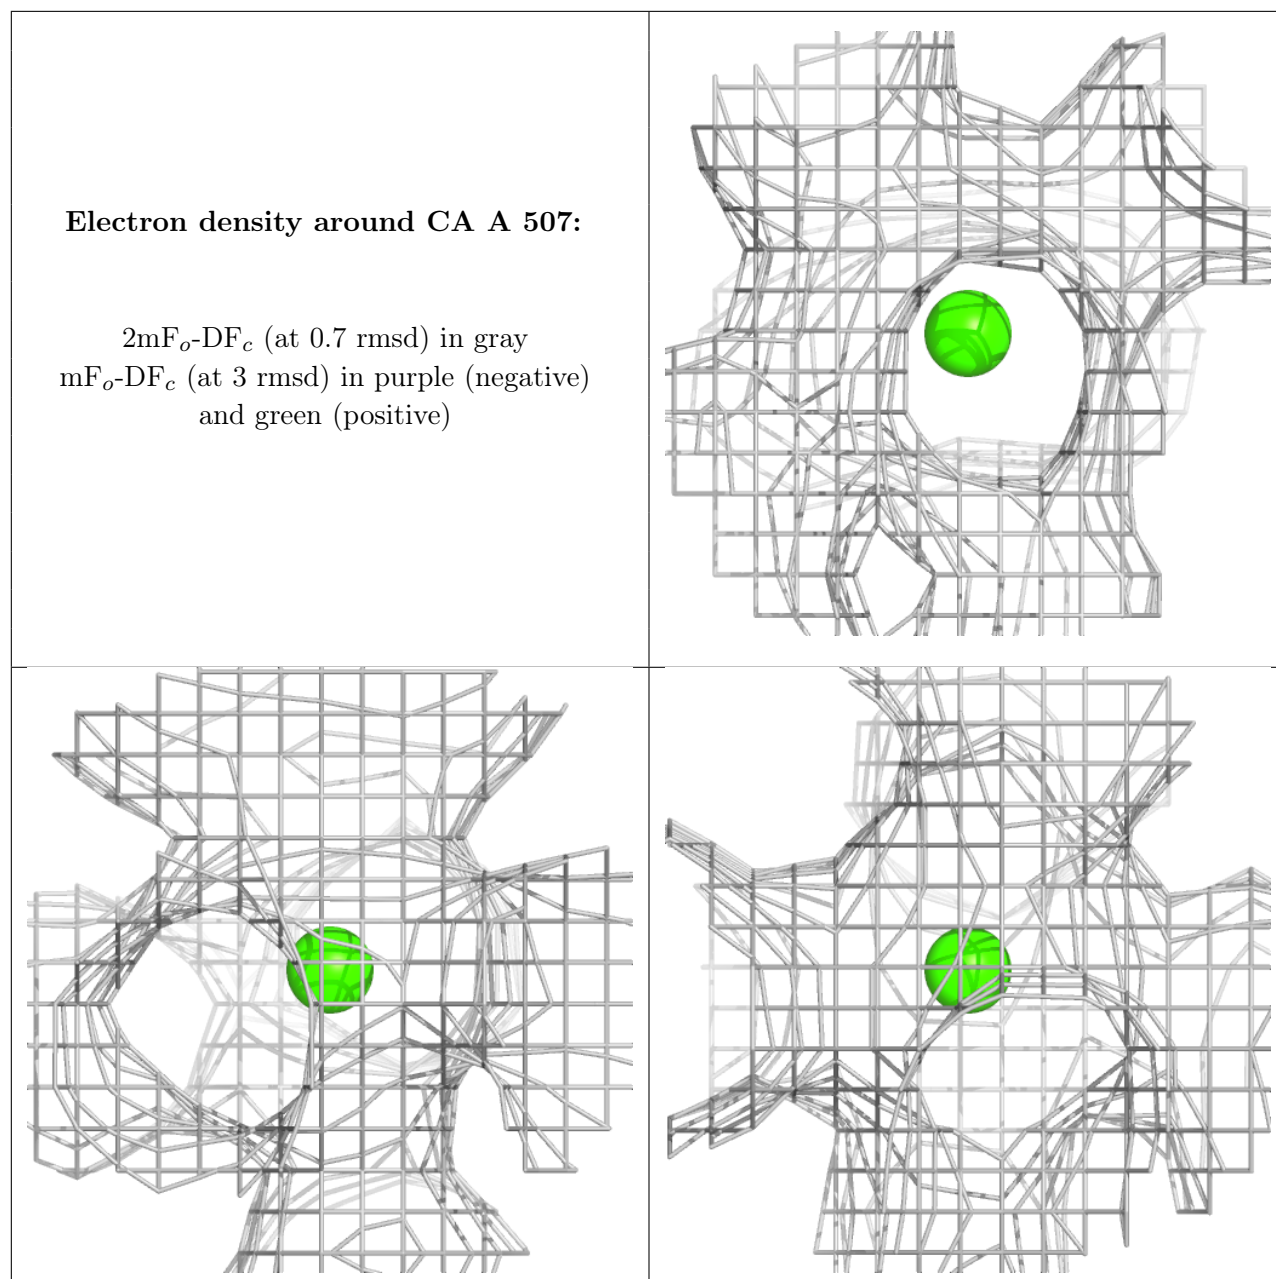 Electron density around CA A 507:
2mFo-DFc (at 0.7 rmsd) in gray
mFo-DFc (at 3 rmsd) in purple (negative)
and green (positive)